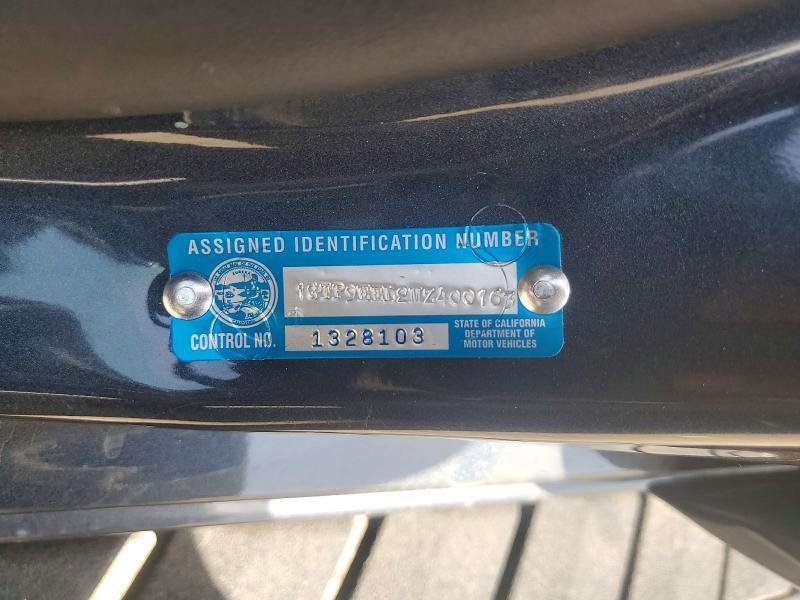 ASSIGNED IDENTIFICATION NUMBER
CONTROL NO.
1328103
STATE OF CALIFORNIA
DEPARTMENT OF
MOTOR VEHICLES